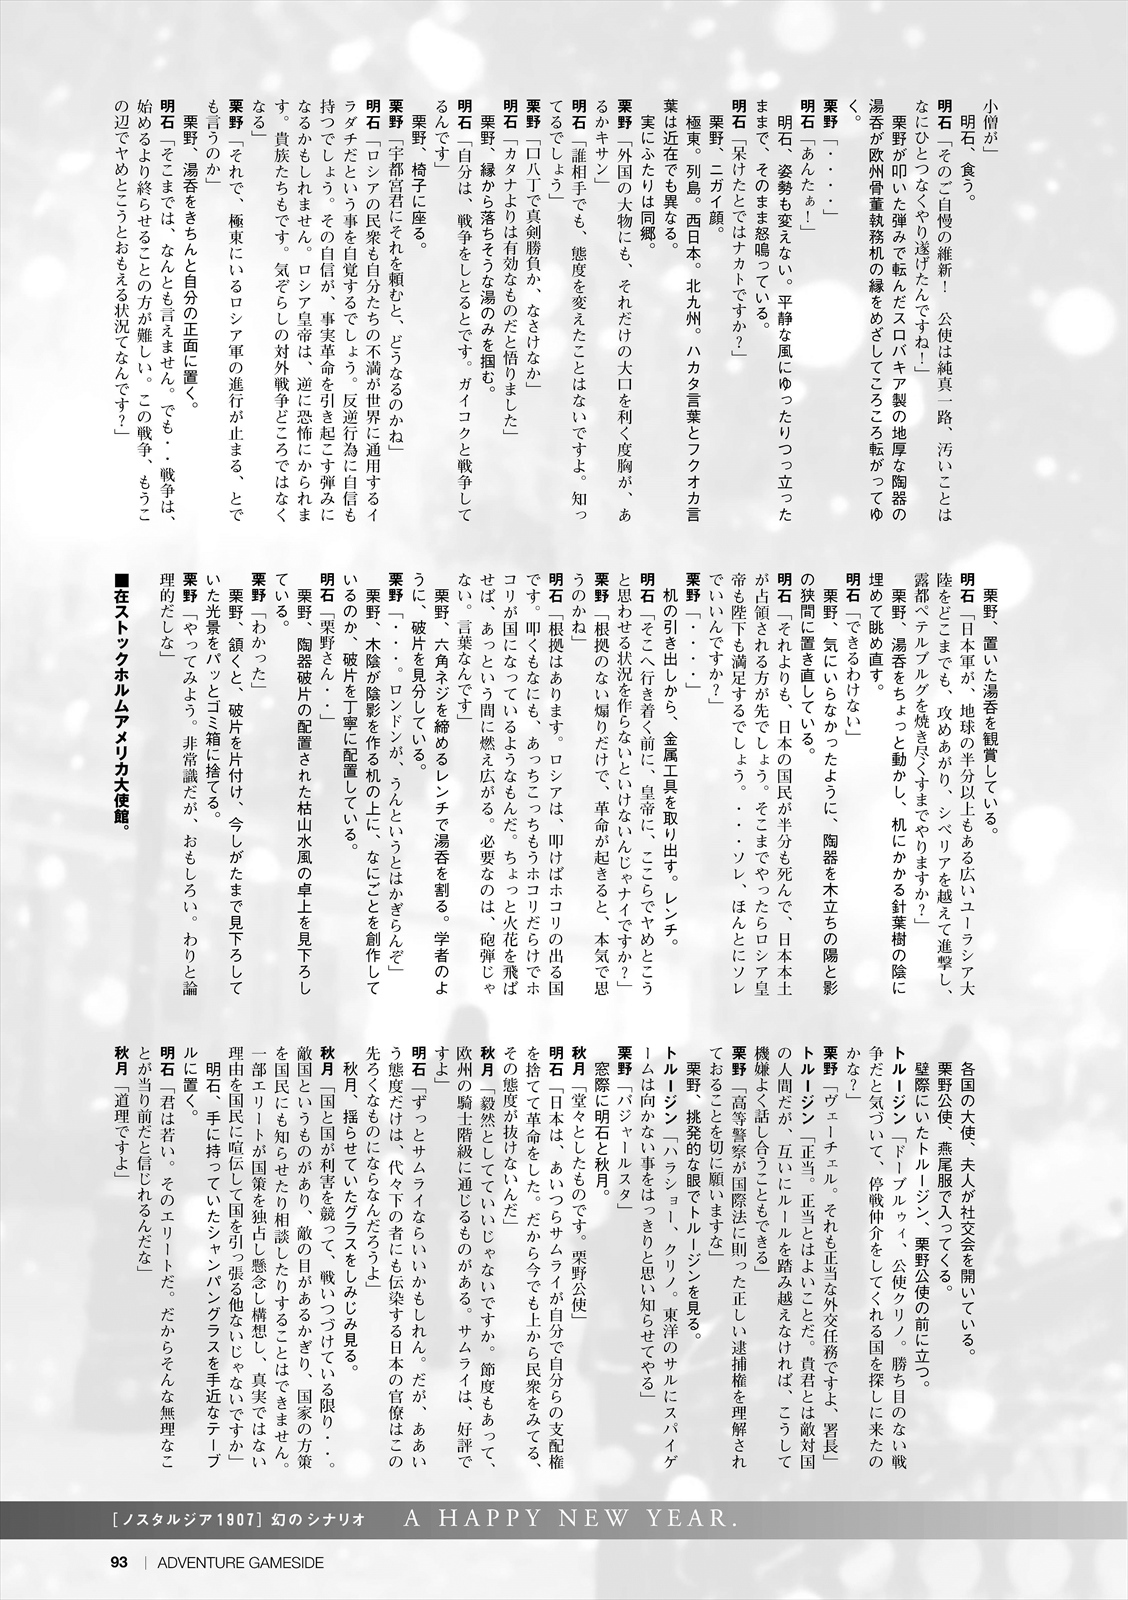 小僧が」
　明石、食う。
明石「そのご自慢の維新！　公使は純真一路、汚いことは
なにひとつなくやり遂げたんですね！」
　栗野が叩いた弾みで転んだスロバキア製の地厚な陶器の
湯呑が欧州骨董執務机の縁をめざしてころころ転がってゆ
く。
栗野「・・・・」
明石「あんたぁ！」
　明石、姿勢も変えない。平静な風にゆったりつっ立った
ままで、そのまま怒鳴っている。
明石「呆けたとではナカトですか？」
　栗野、ニガイ顔。
　極東。列島。西日本。北九州。ハカタ言葉とフクオカ言
葉は近在でも異なる。
　実にふたりは同郷。
栗野「外国の大物にも、それだけの大口を利く度胸が、あ
るかキサン」
明石「誰相手でも、態度を変えたことはないですよ。知っ
てるでしょう」
栗野「口八丁で真剣勝負か、なさけなか」
明石「カタナよりは有効なものだと悟りました」
　栗野、縁から落ちそうな湯のみを掴む。
明石「自分は、戦争をしとるとです。ガイコクと戦争して
るんです」
　栗野、椅子に座る。
栗野「宇都宮君にそれを頼むと、どうなるのかね」
明石「ロシアの民衆も自分たちの不満が世界に通用するイ
ラダチだという事を自覚するでしょう。反逆行為に自信も
持つでしょう。その自信が、事実革命を引き起こす弾みに
なるかもしれません。ロシア皇帝は、逆に恐怖にかられま
す。貴族たちもです。気ぞらしの対外戦争どころではなく
なる」
栗野「それで、極東にいるロシア軍の進行が止まる、とで
も言うのか」
　栗野、湯呑をきちんと自分の正面に置く。
明石「そこまでは、なんとも言えません。でも・・戦争は、
始めるより終らせることの方が難しい。この戦争、もうこ
の辺でヤめとこうとおもえる状況てなんです？」
　栗野、置いた湯呑を観賞している。
明石「日本軍が、地球の半分以上もある広いユーラシア大
陸をどこまでも、攻めあがり、シベリアを越えて進撃し、
露都ペテルブルグを焼き尽くすまでやりますか？」
　栗野、湯呑をちょっと動かし、机にかかる針葉樹の陰に
埋めて眺め直す。
明石「できるわけない」
　栗野、気にいらなかったように、陶器を木立ちの陽と影
の狭間に置き直している。
明石「それよりも、日本の国民が半分も死んで、日本本土
が占領される方が先でしょう。そこまでやったらロシア皇
帝も陛下も満足するでしょう。・・・ソレ、ほんとにソレ
でいいんですか？」
栗野「・・・・」
　机の引き出しから、金属工具を取り出す。レンチ。
明石「そこへ行き着く前に、皇帝に、ここらでヤめとこう
と思わせる状況を作らないといけないんじゃナイですか？」
栗野「根拠のない煽りだけで、革命が起きると、本気で思
うのかね」
明石「根拠はあります。ロシアは、叩けばホコリの出る国
です。叩くもなにも、あっちこっちもうホコリだらけでホ
コリが国になっているようなもんだ。ちょっと火花を飛ば
せば、あっという間に燃え広がる。必要なのは、砲弾じゃ
ない。言葉なんです」
　栗野、六角ネジを締めるレンチで湯呑を割る。学者のよ
うに、破片を見分している。
栗野「・・・。ロンドンが、うんというとはかぎらんぞ」
　栗野、木陰が陰影を作る机の上に、なにごとを創作して
いるのか、破片を丁寧に配置している。
明石「栗野さん・・」
　栗野、陶器破片の配置された枯山水風の卓上を見下ろし
ている。
栗野「わかった」
　栗野、頷くと、破片を片付け、今しがたまで見下ろして
いた光景をパッとゴミ箱に捨てる。
栗野「やってみよう。非常識だが、おもしろい。わりと論
理的だしな」
■在ストックホルムアメリカ大使館。
　各国の大使、夫人が社交会を開いている。
　栗野公使、燕尾服で入ってくる。
　壁際にいたトルージン、栗野公使の前に立つ。
トルージン「ドーブルゥィ、公使クリノ。勝ち目のない戦
争だと気づいて、停戦仲介をしてくれる国を探しに来たの
かな？」
栗野「ヴェーチェル。それも正当な外交任務ですよ、署長」
トルージン「正当。正当とはよいことだ。貴君とは敵対国
の人間だが、互いにルールを踏み越えなければ、こうして
機嫌よく話し合うこともできる」
栗野「高等警察が国際法に則った正しい逮捕権を理解され
ておることを切に願いますな」
　栗野、挑発的な眼でトルージンを見る。
トルージン「ハラショー、クリノ。東洋のサルにスパイゲ
ームは向かない事をはっきりと思い知らせてやる」
栗野「パジャールスタ」
　窓際に明石と秋月。
秋月「堂々としたものです。栗野公使」
明石「日本は、あいつらサムライが自分で自分らの支配権
を捨てて革命をした。だから今でも上から民衆をみてる、
その態度が抜けないんだ」
秋月「毅然としてていいじゃないですか。節度もあって、
欧州の騎士階級に通じるものがある。サムライは、好評で
すよ」
明石「ずっとサムライならいいかもしれん。だが、ああい
う態度だけは、代々下の者にも伝染する日本の官僚はこの
先ろくなものにならなんだろうよ」
　秋月、揺らせていたグラスをしみじみ見る。
秋月「国と国が利害を競って、戦いつづけている限り・・。
敵国というものがあり、敵の目があるかぎり、国家の方策
を国民にも知らせたり相談したりすることはできません。
一部エリートが国策を独占し懸念し構想し、真実ではない
理由を国民に喧伝して国を引っ張る他ないじゃないですか」
　明石、手に持っていたシャンパングラスを手近なテーブ
ルに置く。
明石「君は若い。そのエリートだ。だからそんな無理なこ
とが当り前だと信じれるんだな」
秋月「道理ですよ」
［ノスタルジア1907］幻のシナリオ　A HAPPY NEW YEAR.
93 | ADVENTURE GAMESIDE